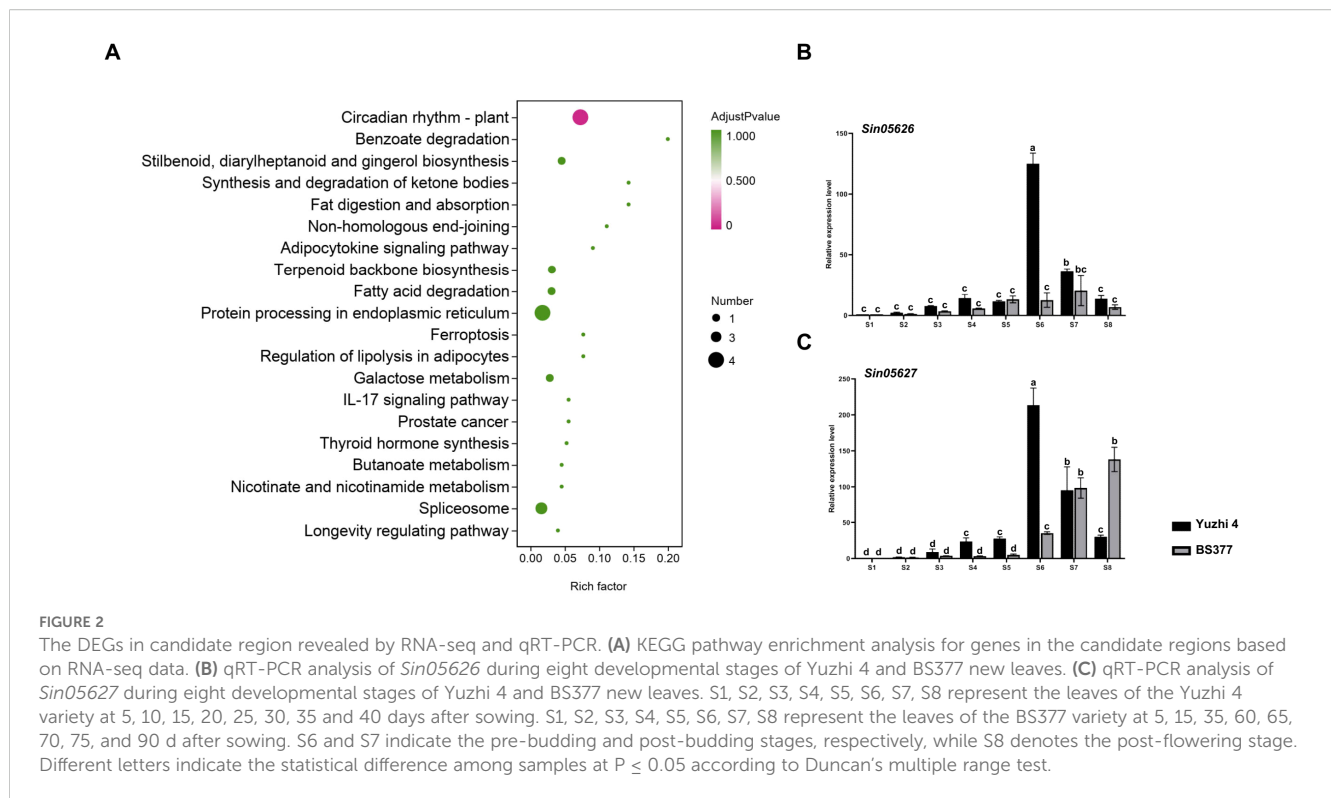 A
Circadian rhythm - plant
Benzoate degradation
Stilbenoid, diarylheptanoid and gingerol biosynthesis
Synthesis and degradation of ketone bodies
Fat digestion and absorption
Non-homologous end-joining
Adipocytokine signaling pathway
Terpenoid backbone biosynthesis
Fatty acid degradation
Protein processing in endoplasmic reticulum
Ferroptosis
Regulation of lipolysis in adipocytes
Galactose metabolism
IL-17 signaling pathway
Prostate cancer
Thyroid hormone synthesis
Butanoate metabolism
Nicotinate and nicotinamide metabolism
Spliceosome
Longevity regulating pathway
0.00 0.05 0.10 0.15 0.20
Rich factor
AdjustPvalue
1.000
0.500
0
Number
1
3
4
B
Sin05626
Relative expression level
150
100
50
0
c c c c c c c c c c a c b bc c c
S1 S2 S3 S4 S5 S6 S7 S8
C
Sin05627
Relative expression level
250
200
150
100
50
0
d d d d d d c d c d a c b b c b
S1 S2 S3 S4 S5 S6 S7 S8
Yuzhi 4
BS377
FIGURE 2
The DEGs in candidate region revealed by RNA-seq and qRT-PCR. (A) KEGG pathway enrichment analysis for genes in the candidate regions based
on RNA-seq data. (B) qRT-PCR analysis of Sin05626 during eight developmental stages of Yuzhi 4 and BS377 new leaves. (C) qRT-PCR analysis of
Sin05627 during eight developmental stages of Yuzhi 4 and BS377 new leaves. S1, S2, S3, S4, S5, S6, S7, S8 represent the leaves of the Yuzhi 4
variety at 5, 10, 15, 20, 25, 30, 35 and 40 days after sowing. S1, S2, S3, S4, S5, S6, S7, S8 represent the leaves of the BS377 variety at 5, 15, 35, 60, 65,
70, 75, and 90 d after sowing. S6 and S7 indicate the pre-budding and post-budding stages, respectively, while S8 denotes the post-flowering stage.
Different letters indicate the statistical difference among samples at P ≤ 0.05 according to Duncan's multiple range test.